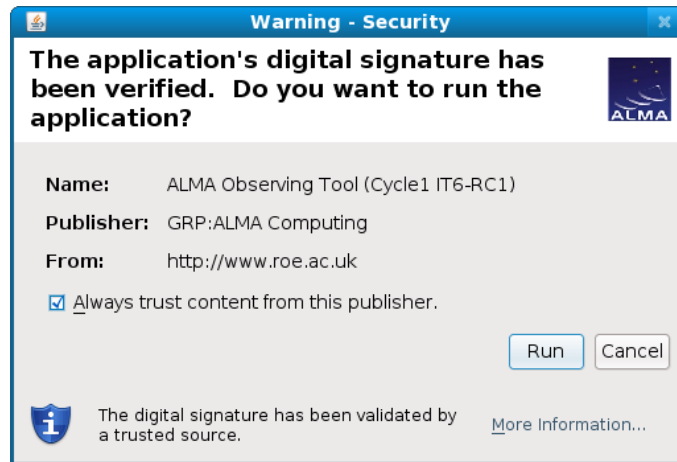 Warning - Security
The application's digital signature has
been verified.  Do you want to run the
application?
ALMA
Name: ALMA Observing Tool (Cycle1 IT6-RC1)
Publisher: GRP:ALMA Computing
From: http://www.roe.ac.uk
Always trust content from this publisher.
Run Cancel
The digital signature has been validated by
a trusted source.
More Information...